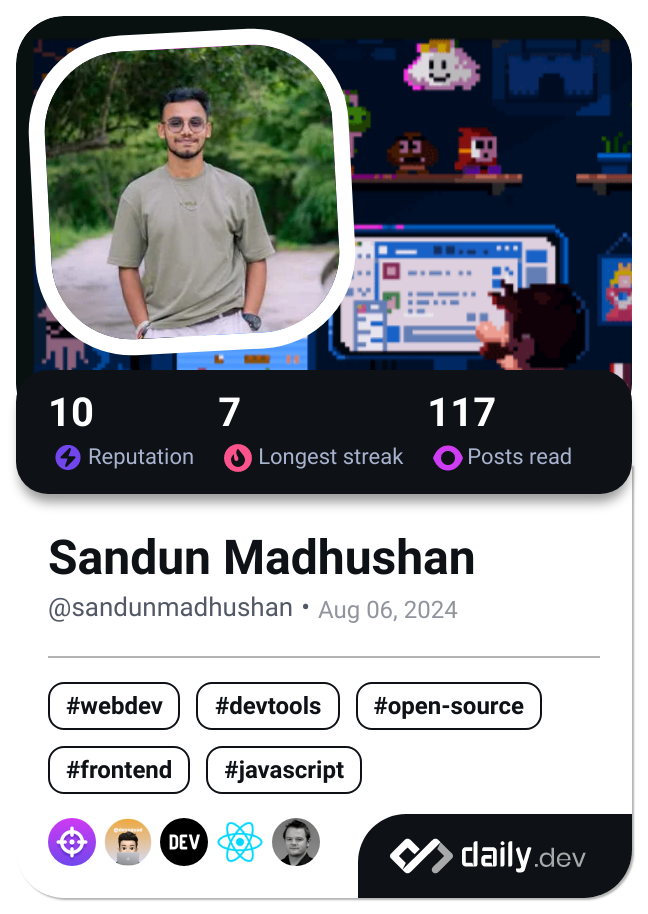 10 7 117
Reputation Longest streak Posts read
Sandun Madhushan
@sandunmadhushan • Aug 06, 2024
#webdev #devtools #open-source
#frontend #javascript
DEV
daily.dev